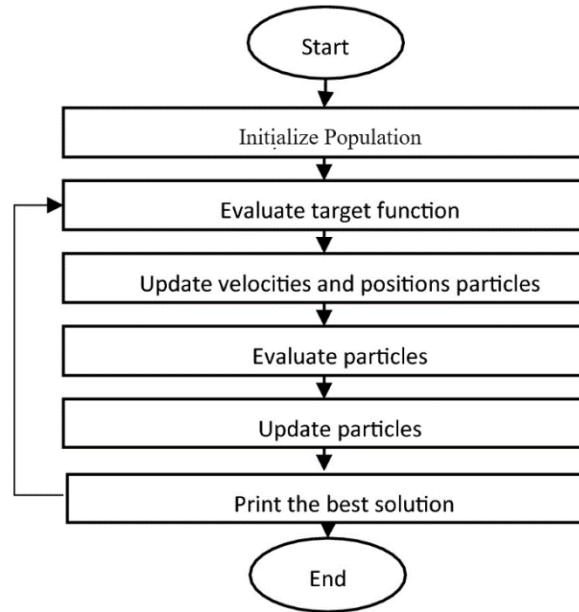 Start
Initialize Population
Evaluate target function
Update velocities and positions particles
Evaluate particles
Update particles
Print the best solution
End